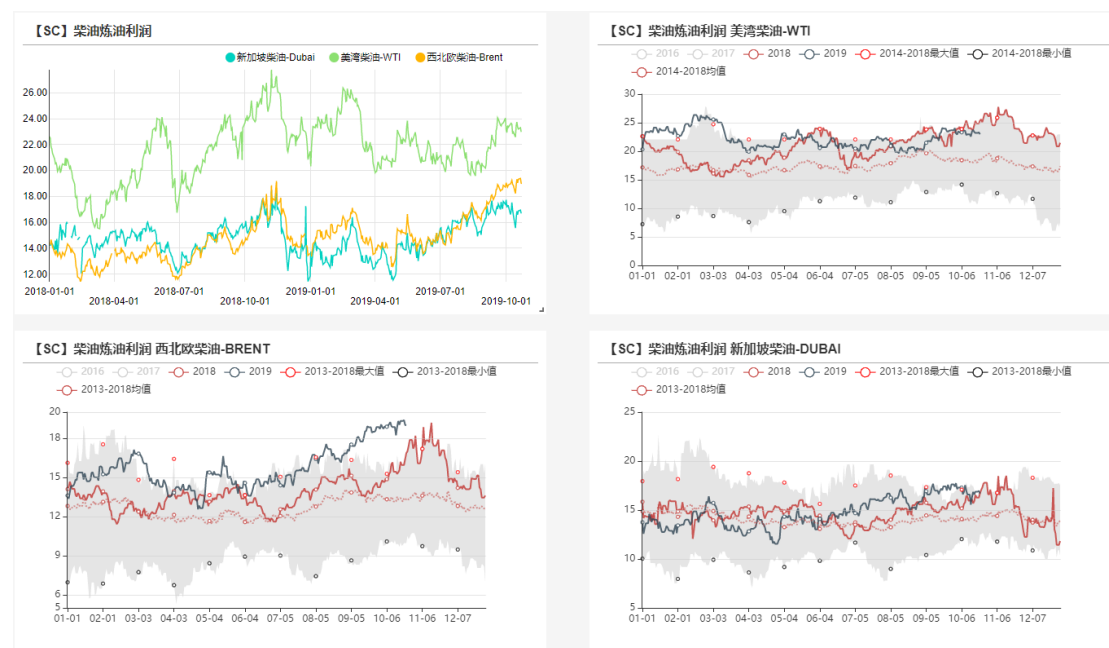 【SC】柴油炼油利润
新加坡柴油-Dubai 美湾柴油-WTI 西北欧柴油-Brent
26.00
24.00
22.00
20.00
18.00
16.00
14.00
12.00
2018-01-01 2018-04-01 2018-07-01 2018-10-01 2019-01-01 2019-04-01 2019-07-01 2019-10-01
【SC】柴油炼油利润 美湾柴油-WTI
2016 2017 2018 2019 2014-2018最大值 2014-2018最小值
2014-2018均值
30
25
20
15
10
5
0
01-01 02-01 03-03 04-03 05-04 06-04 07-05 08-05 09-05 10-06 11-06 12-07
【SC】柴油炼油利润 西北欧柴油-BRENT
2016 2017 2018 2019 2013-2018最大值 2013-2018最小值
2013-2018均值
20
18
15
12
9
6
5
01-01 02-01 03-03 04-03 05-04 06-04 07-05 08-05 09-05 10-06 11-06 12-07
【SC】柴油炼油利润 新加坡柴油-DUBAI
2016 2017 2018 2019 2013-2018最大值 2013-2018最小值
2013-2018均值
25
20
15
10
5
01-01 02-01 03-03 04-03 05-04 06-04 07-05 08-05 09-05 10-06 11-06 12-07